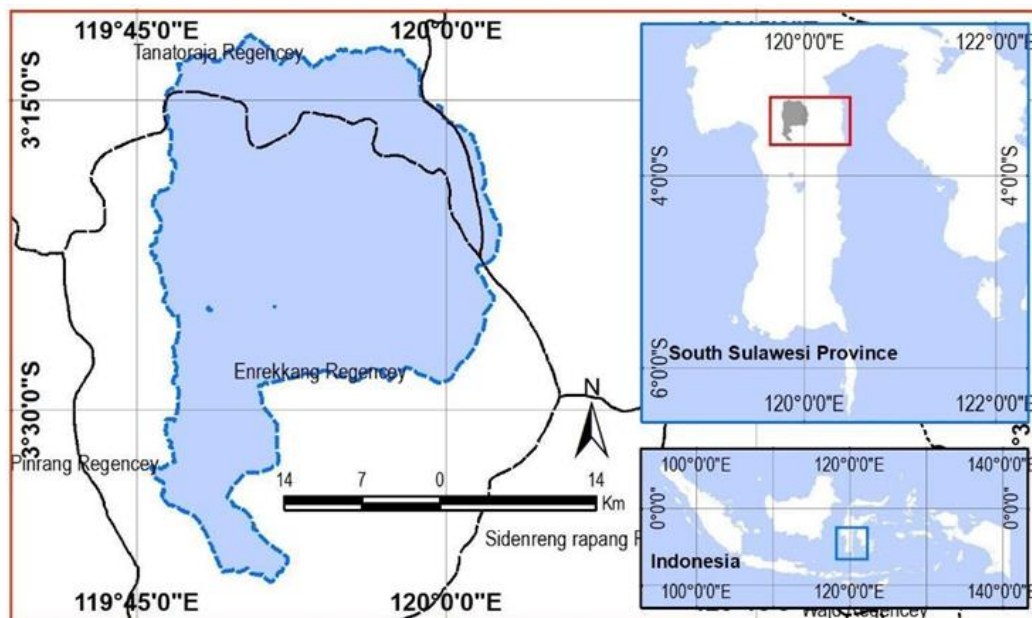 119°45'0"E
120°0'0"E
Tanatoraja Regencey
3°15'0"S
Enrekkang Regencey
3°30'0"S
Pinrang Regencey
N
14
7
0
14
Km
Sidenreng rapang
119°45'0"E
120°0'0"E
120°0'0"E
122°0'0"E
4°0'0"S
4°0'0"S
South Sulawesi Province
6°0'0"S
120°0'0"E
122°0'0"E
100°0'0"E
120°0'0"E
140°0'0"E
0°0'0"
0°0'0"
Indonesia
100°0'0"E
120°0'0"E
140°0'0"E
Wajo Regencey